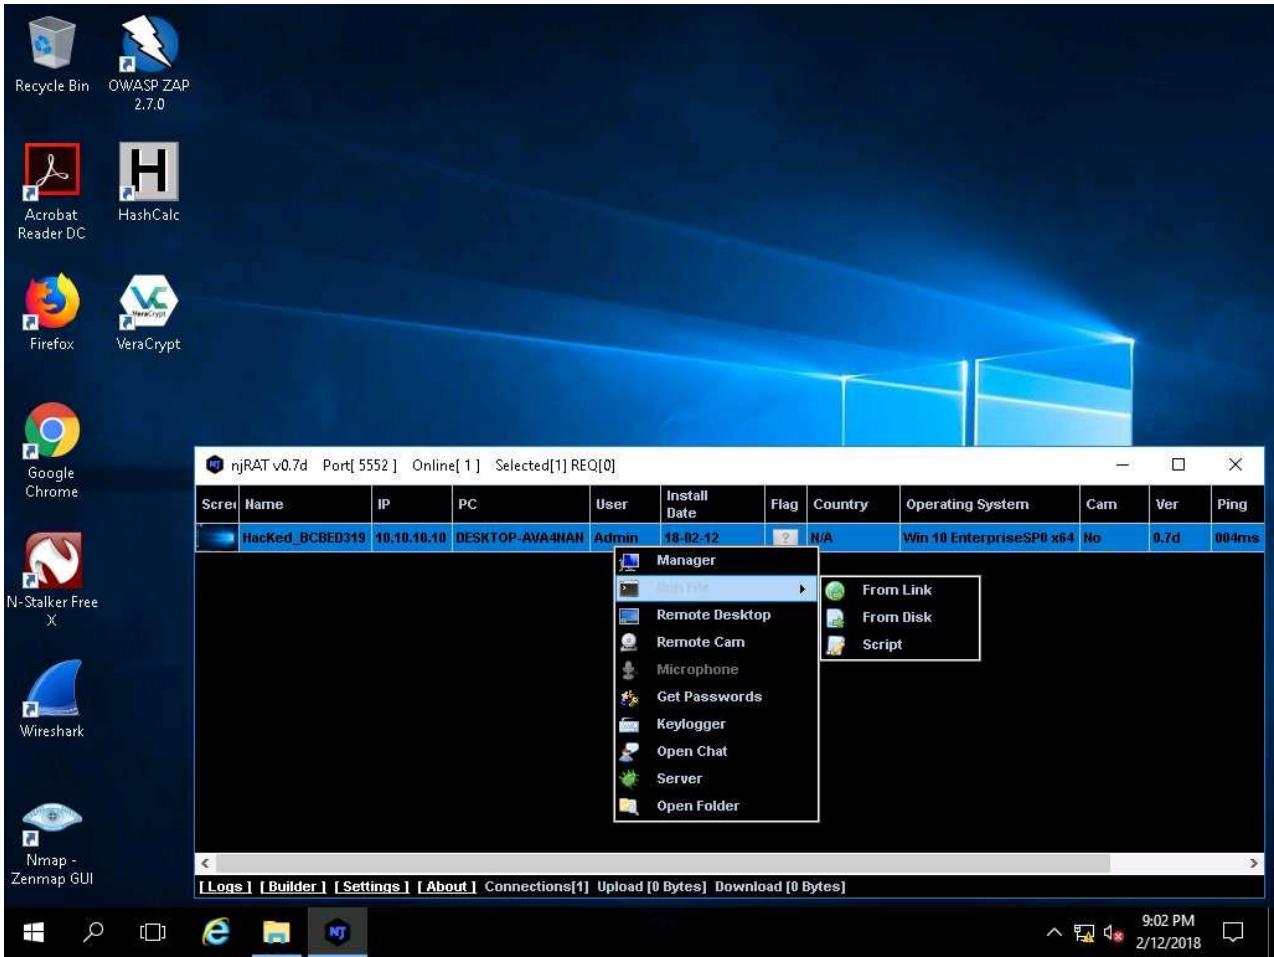 Recycle Bin
OWASP ZAP
2.7.0
Acrobat
Reader DC
HashCalc
Firefox
VeraCrypt
VeraCrypt
Google
Chrome
N-Stalker Free
X
Wireshark
Nmap -
Zenmap GUI
njRAT v0.7d Port[ 5552 ] Online[ 1 ] Selected[1] REQ[0]
Scree Name IP PC User Install Date Flag Country Operating System Cam Ver Ping
HacKed_BCBED319 10.10.10.10 DESKTOP-AVA4NAN Admin 18-02-12 ? N/A Win 10 EnterpriseSP0 x64 No 0.7d 004ms
Manager
Run File
From Link
From Disk
Script
Remote Desktop
Remote Cam
Microphone
Get Passwords
Keylogger
Open Chat
Server
Open Folder
[ Logs ] [ Builder ] [ Settings ] [ About ] Connections[1] Upload [0 Bytes] Download [0 Bytes]
9:02 PM
2/12/2018